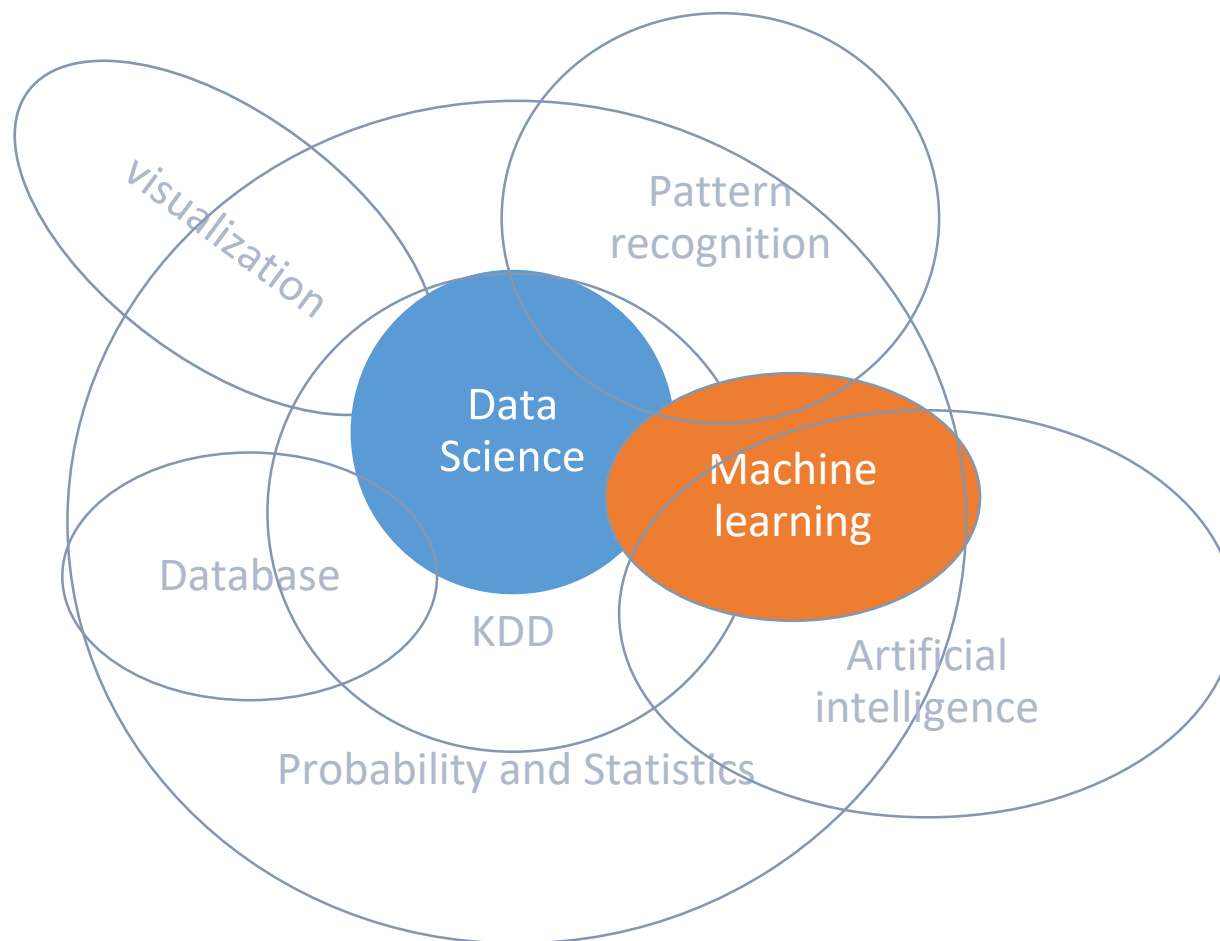 visualization
Pattern
recognition
Data
Science
Machine
learning
Database
KDD
Artificial
intelligence
Probability and Statistics